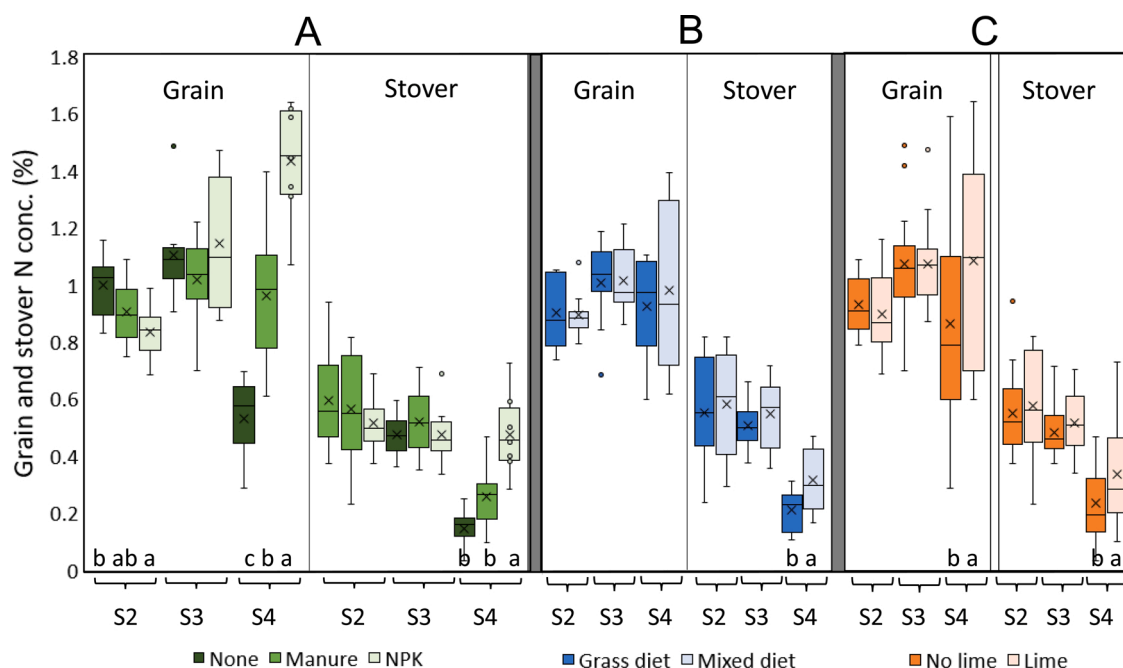 A B C
Grain and stover N conc. (%)
1.8
1.6
1.4
1.2
1
0.8
0.6
0.4
0.2
0
Grain Stover Grain Stover Grain Stover
b ab a c b a b b a b a b a b a
S2 S3 S4 S2 S3 S4 S2 S3 S4 S2 S3 S4 S2 S3 S4 S2 S3 S4
None Manure NPK Grass diet Mixed diet No lime Lime